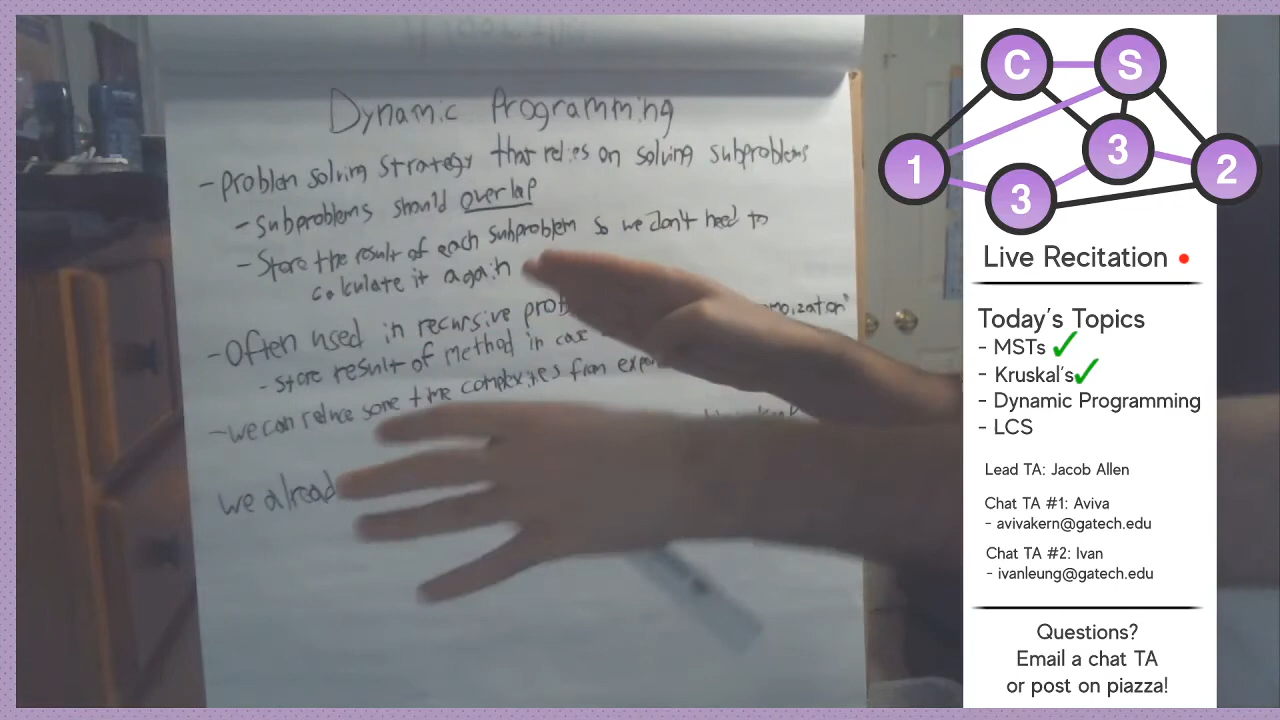 Dynamic Programming
- problem solving strategy that relies on solving subproblems
- subproblems should overlap
- Store the result of each subproblem so we don't need to
calculate it again
- Often used in recursive
- store result of method in case
- we can reduce some time complexities from
we
C
S
1
3
3
2
Live Recitation
Today's Topics
- MSTs
- Kruskal's
- Dynamic Programming
- LCS
Lead TA: Jacob Allen
Chat TA #1: Aviva
- avivakern@gatech.edu
Chat TA #2: Ivan
- ivanleung@gatech.edu
Questions?
Email a chat TA
or post on piazza!